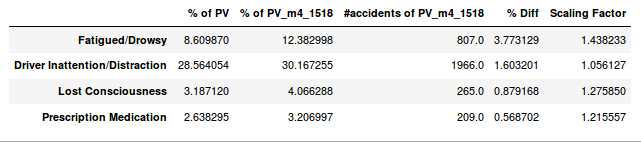 % of PV % of PV_m4_1518 #accidents of PV_m4_1518 % Diff Scaling Factor
Fatigued/Drowsy 8.609870 12.382998 807.0 3.773129 1.438233
Driver Inattention/Distraction 28.564054 30.167255 1966.0 1.603201 1.056127
Lost Consciousness 3.187120 4.066288 265.0 0.879168 1.275850
Prescription Medication 2.638295 3.206997 209.0 0.568702 1.215557